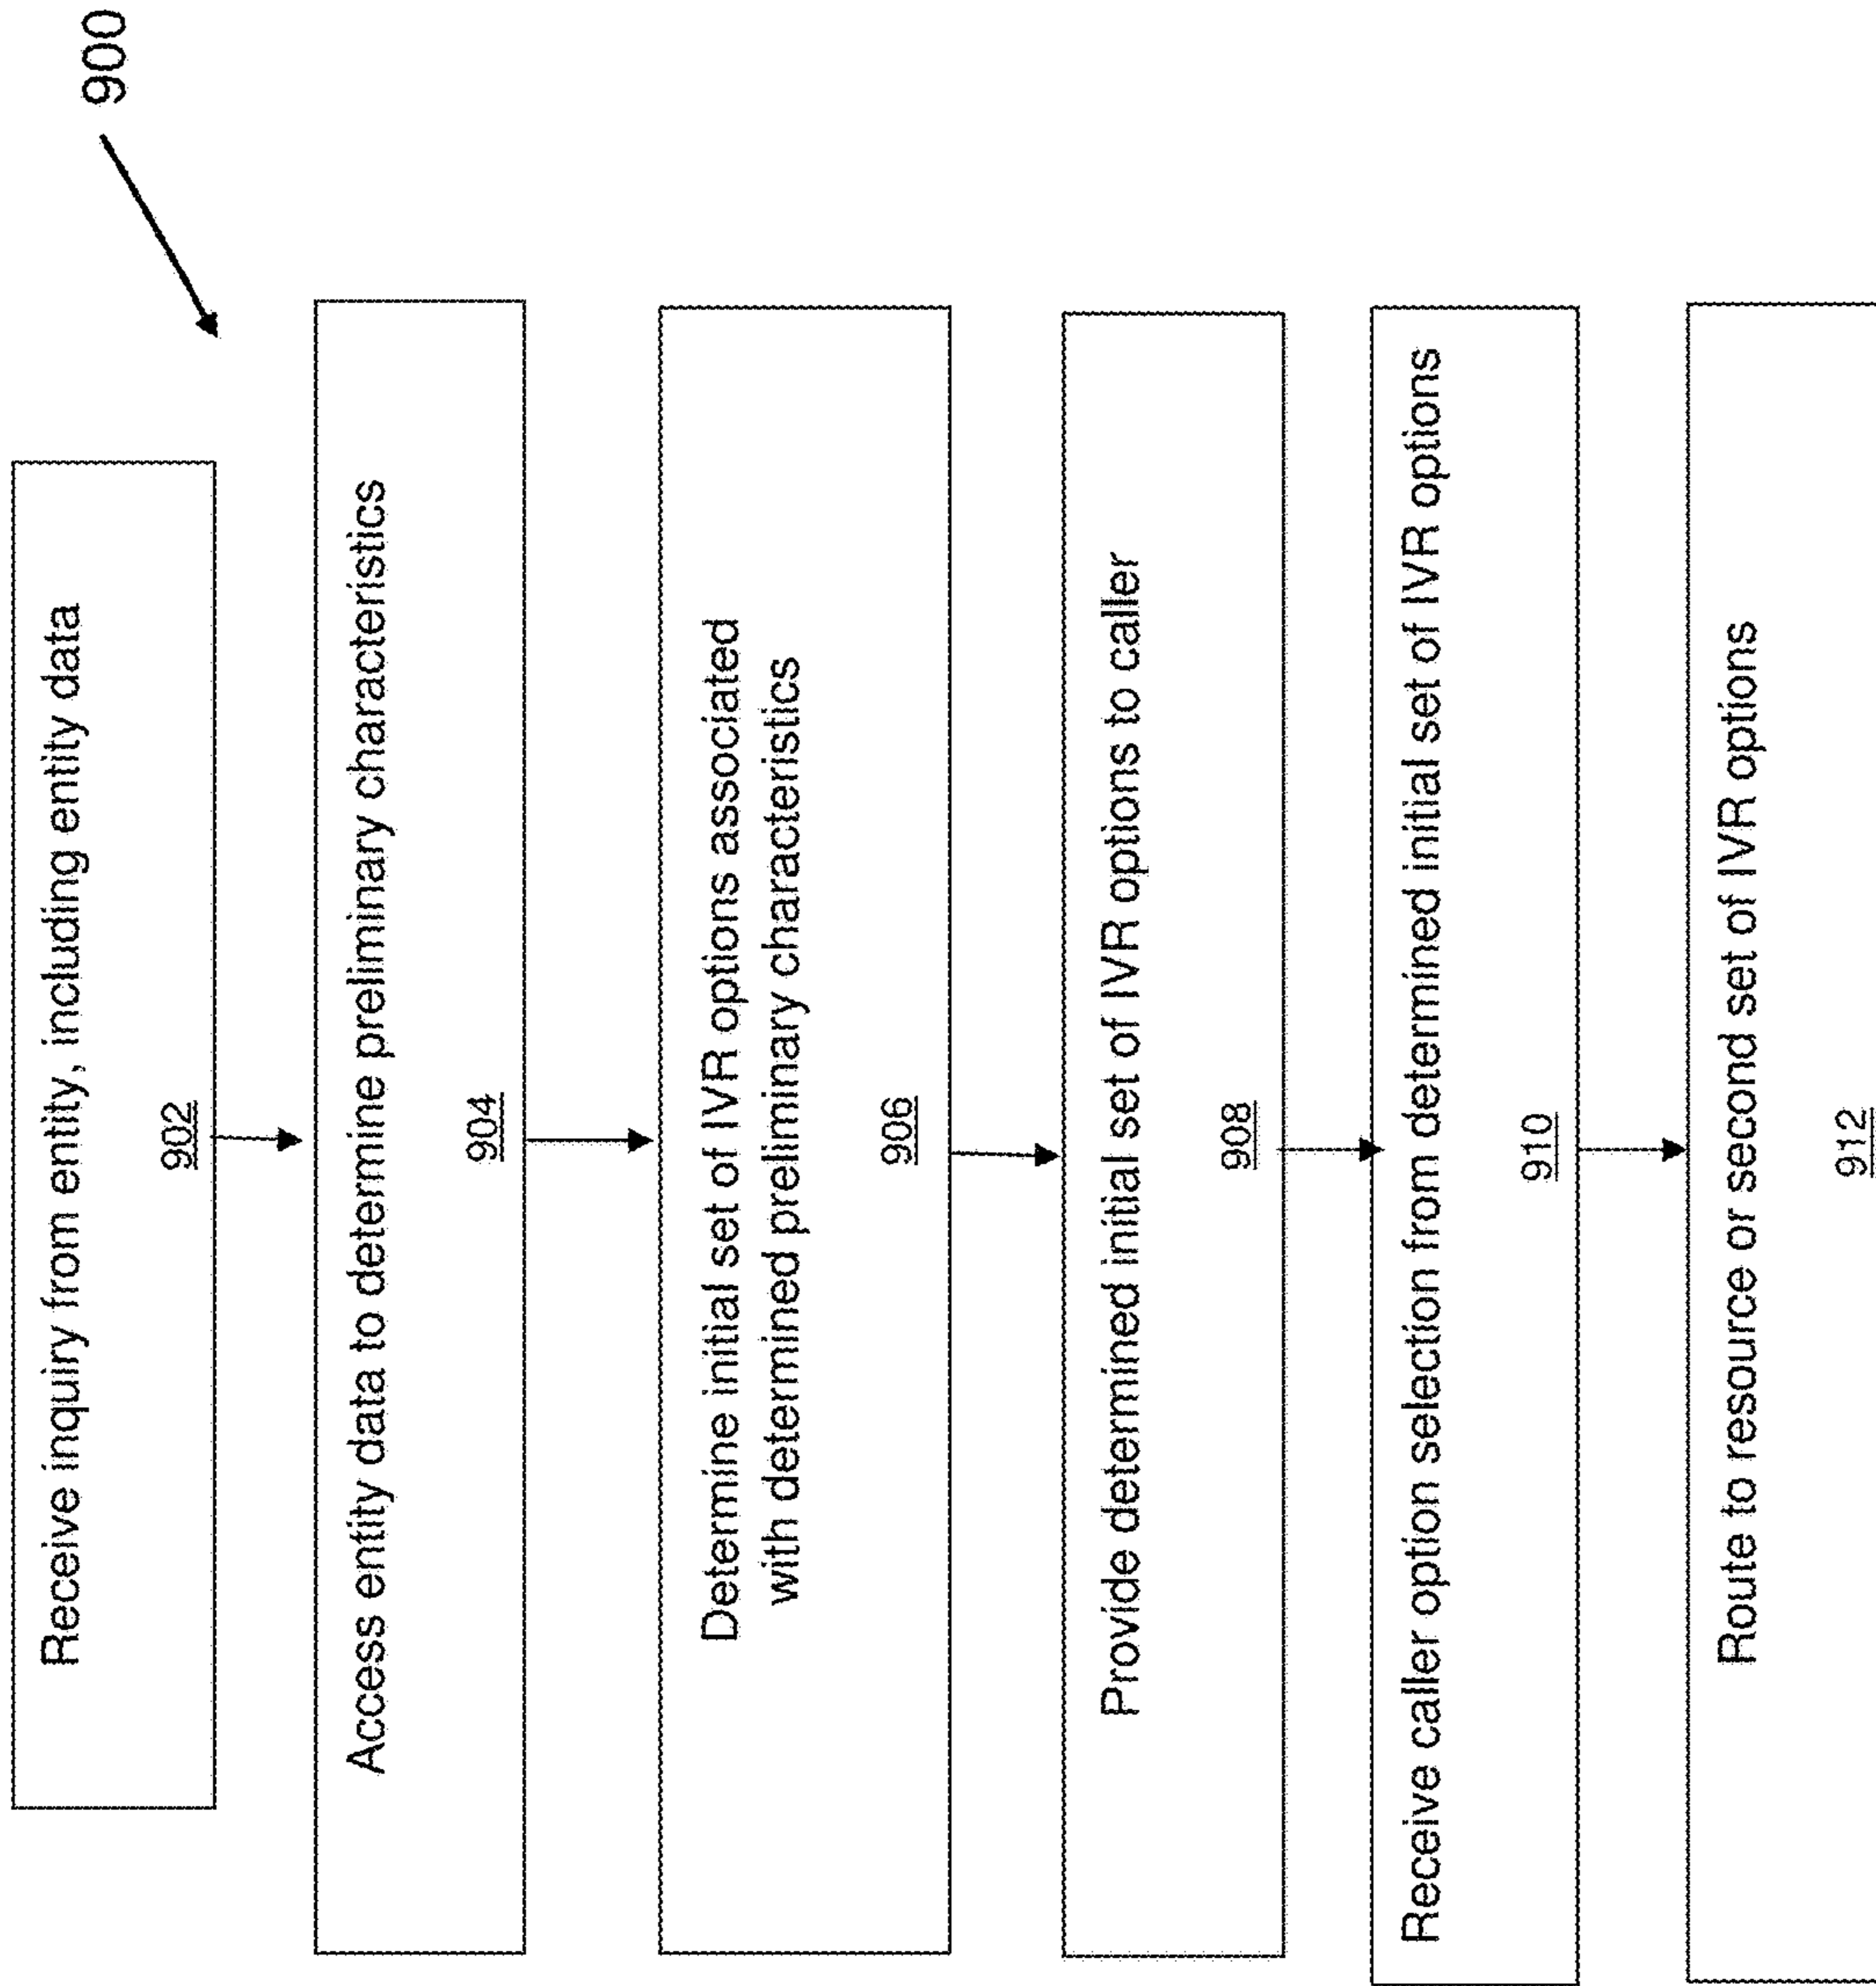 900
Receive inquiry from entity, including entity data
902
Access entity data to determine preliminary characteristics
904
Determine initial set of IVR options associated
with determined preliminary characteristics
906
Provide determined initial set of IVR options to caller
908
Receive caller option selection from determined initial set of IVR options
910
Route to resource or second set of IVR options
912